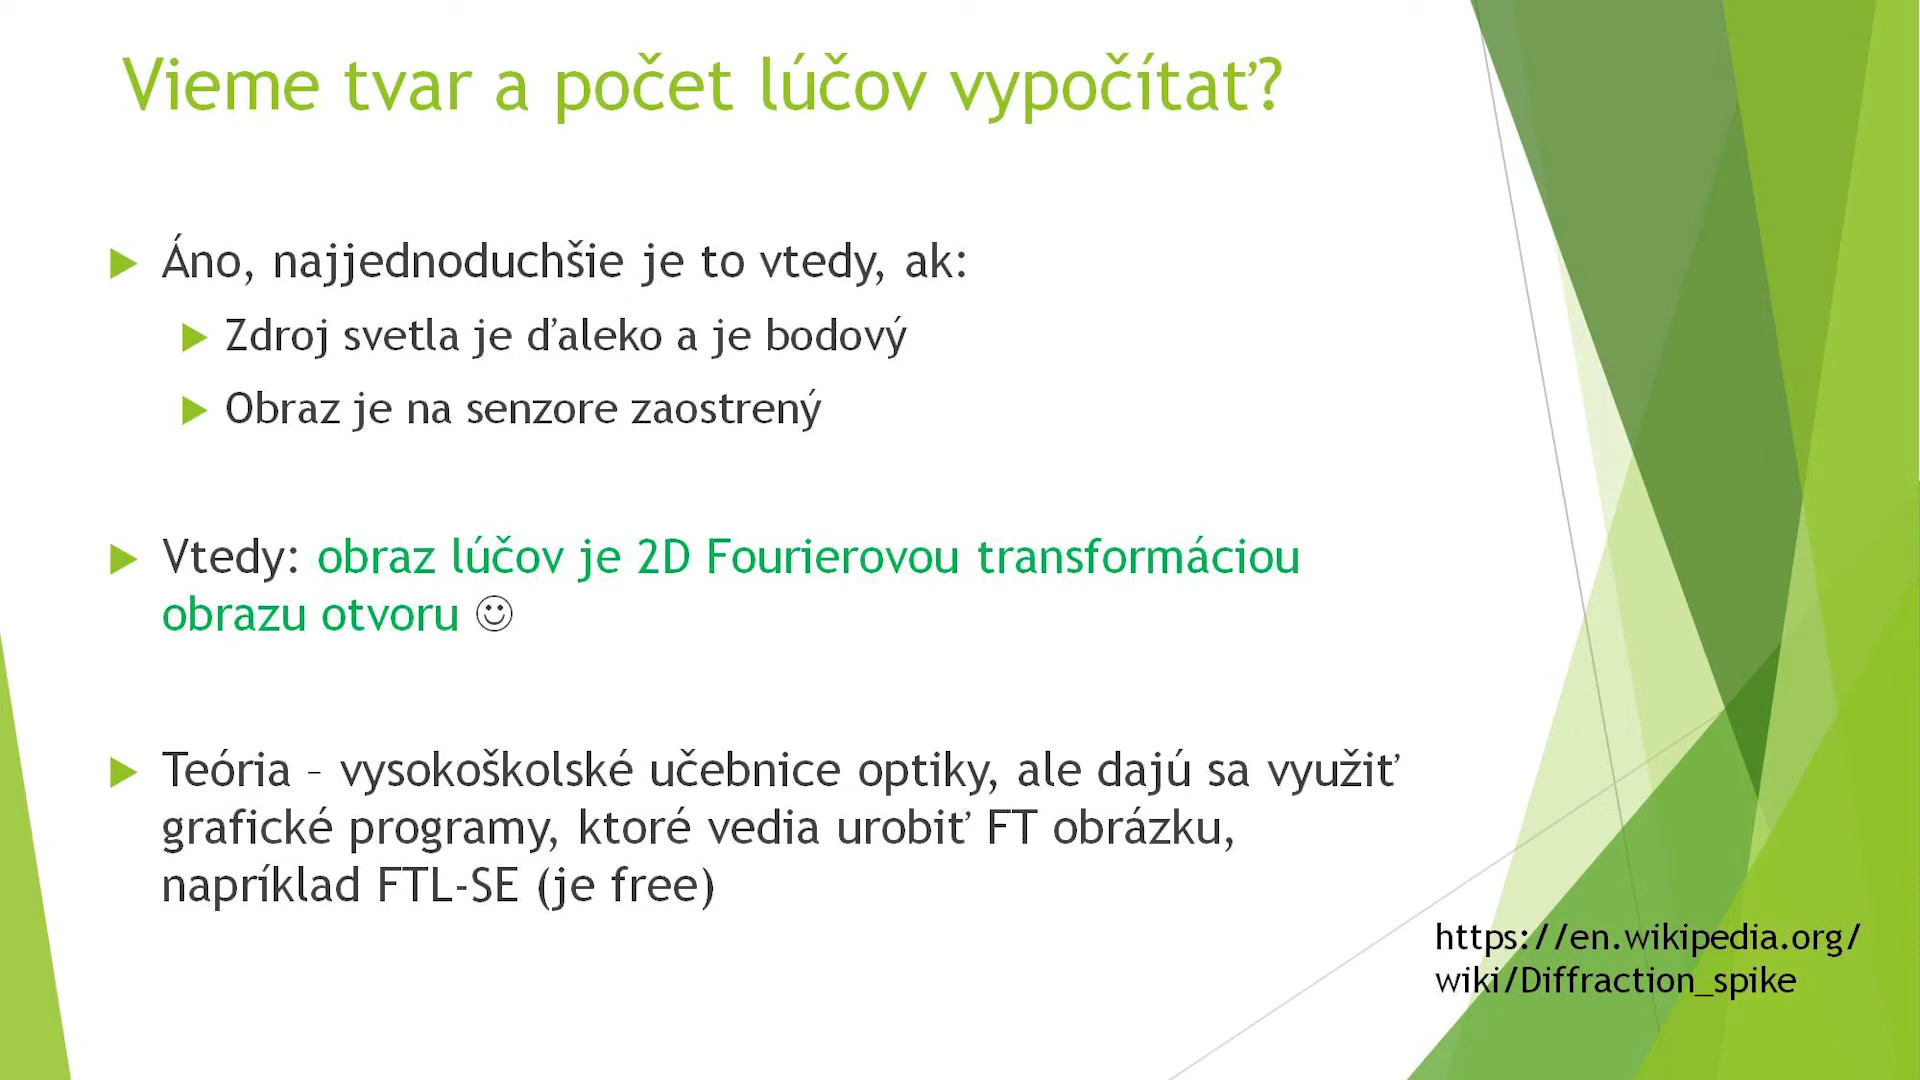 Vieme tvar a počet lúčov vypočítať?
Áno, najjednoduchšie je to vtedy, ak:
Zdroj svetla je ďaleko a je bodový
Obraz je na senzore zaostrený
Vtedy: obraz lúčov je 2D Fourierovou transformáciou
obrazu otvoru ☺
Teória – vysokoškolské učebnice optiky, ale dajú sa využiť
grafické programy, ktoré vedia urobiť FT obrázku,
napríklad FTL-SE (je free)
https://en.wikipedia.org/
wiki/Diffraction_spike